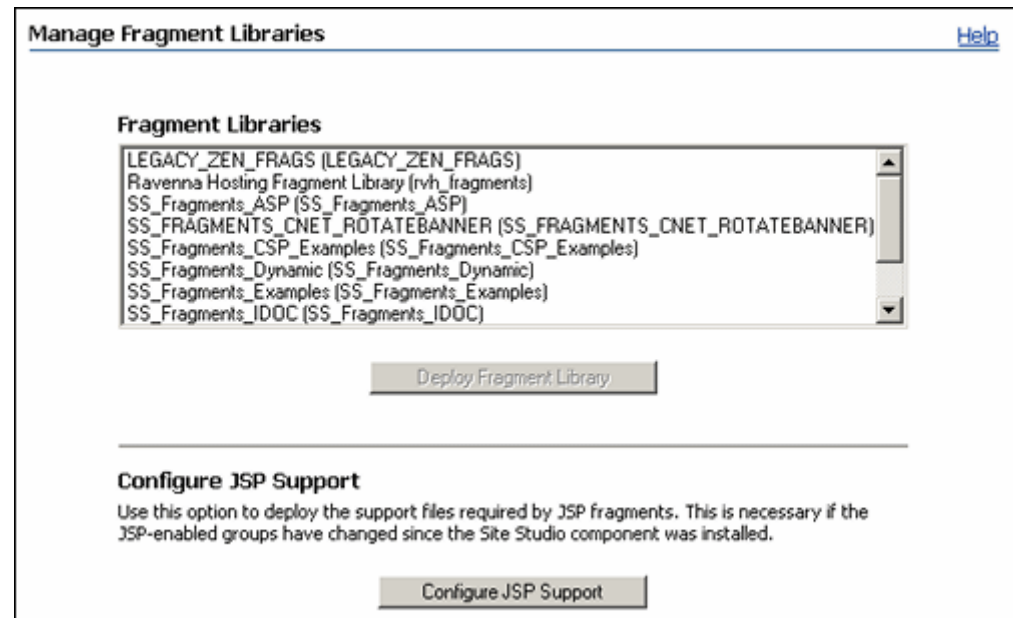 Manage Fragment Libraries
Help
Fragment Libraries
LEGACY_ZEN_FRAGS (LEGACY_ZEN_FRAGS)
Ravenna Hosting Fragment Library (rvh_fragments)
SS_Fragments_ASP (SS_Fragments_ASP)
SS_FRAGMENTS_CNET_ROTATEBANNER (SS_FRAGMENTS_CNET_ROTATEBANNER)
SS_Fragments_CSP_Examples (SS_Fragments_CSP_Examples)
SS_Fragments_Dynamic (SS_Fragments_Dynamic)
SS_Fragments_Examples (SS_Fragments_Examples)
SS_Fragments_IDOC (SS_Fragments_IDOC)
Deploy Fragment Library
Configure JSP Support
Use this option to deploy the support files required by JSP fragments. This is necessary if the
JSP-enabled groups have changed since the Site Studio component was installed.
Configure JSP Support